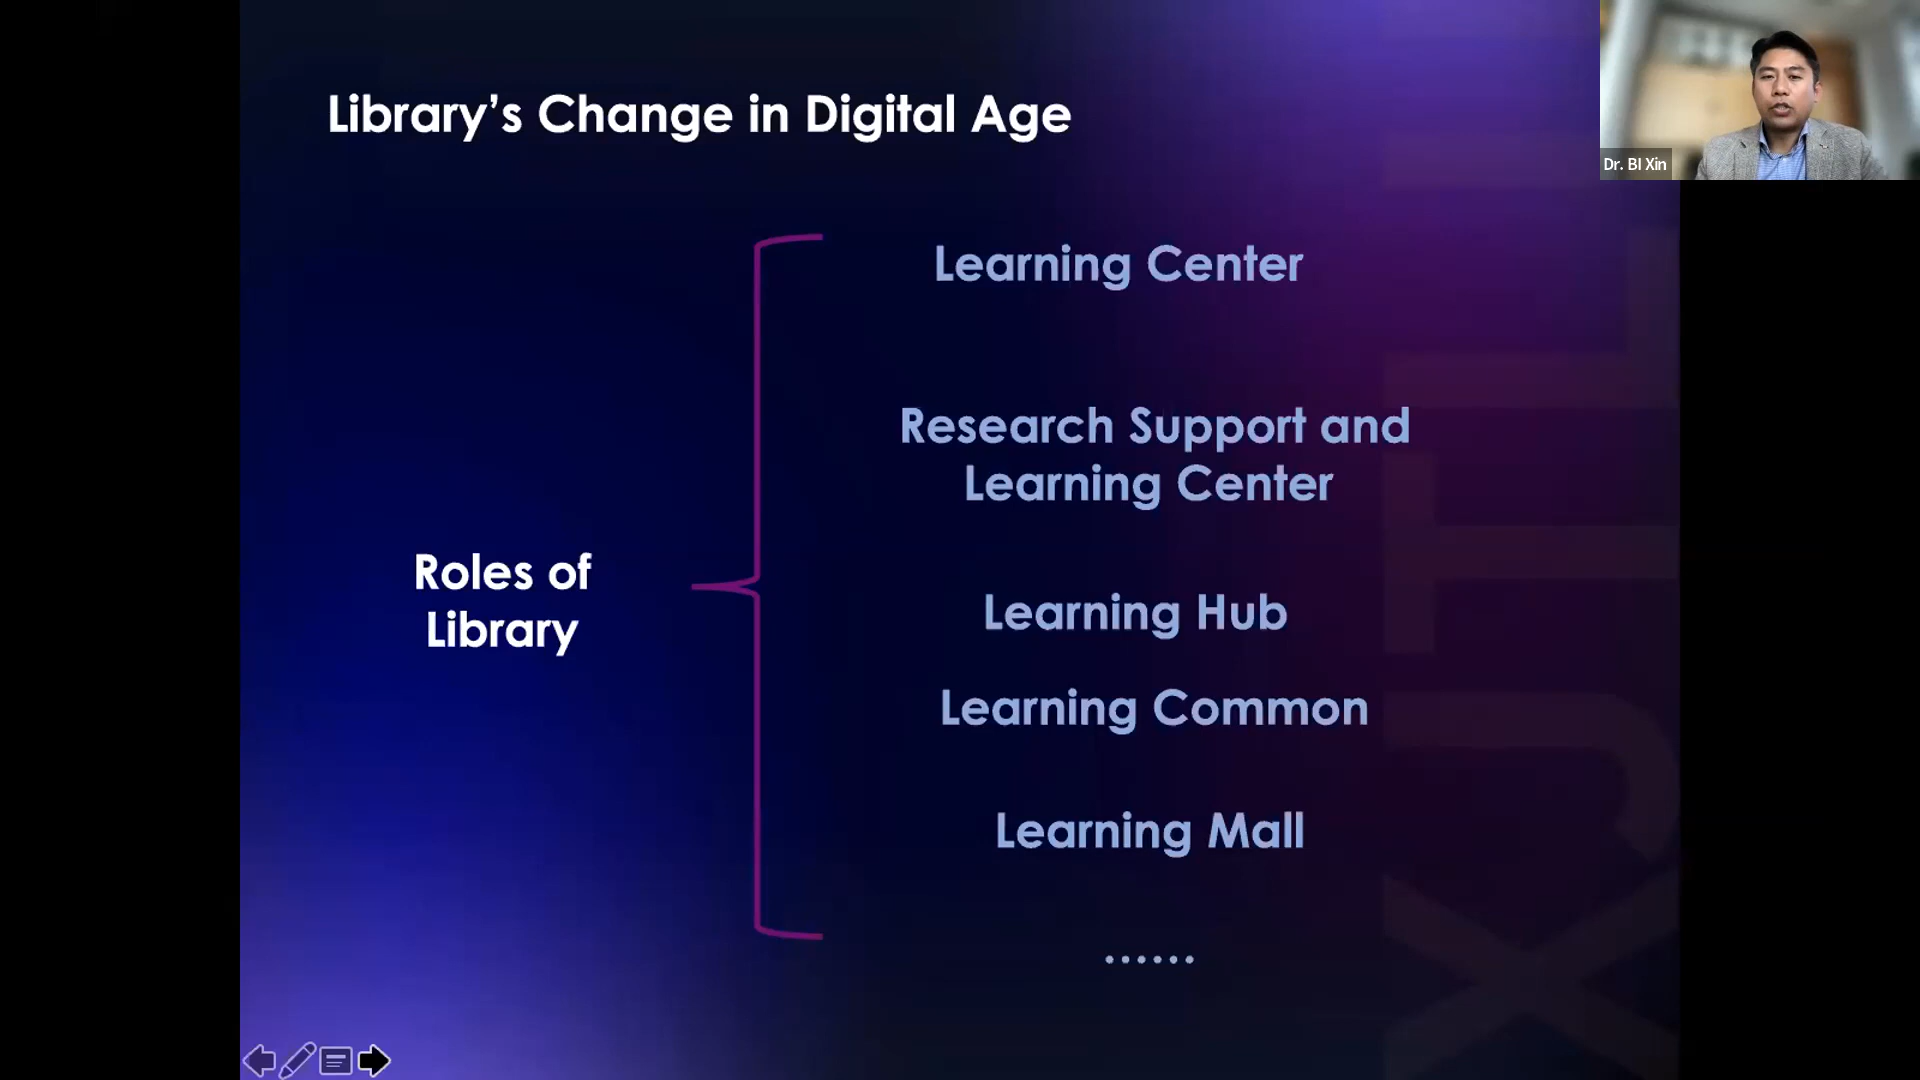 Library's Change in Digital Age
Dr. BI Xin
Learning Center
Research Support and
Learning Center
Roles of
Library
Learning Hub
Learning Common
Learning Mall
......
XJTL